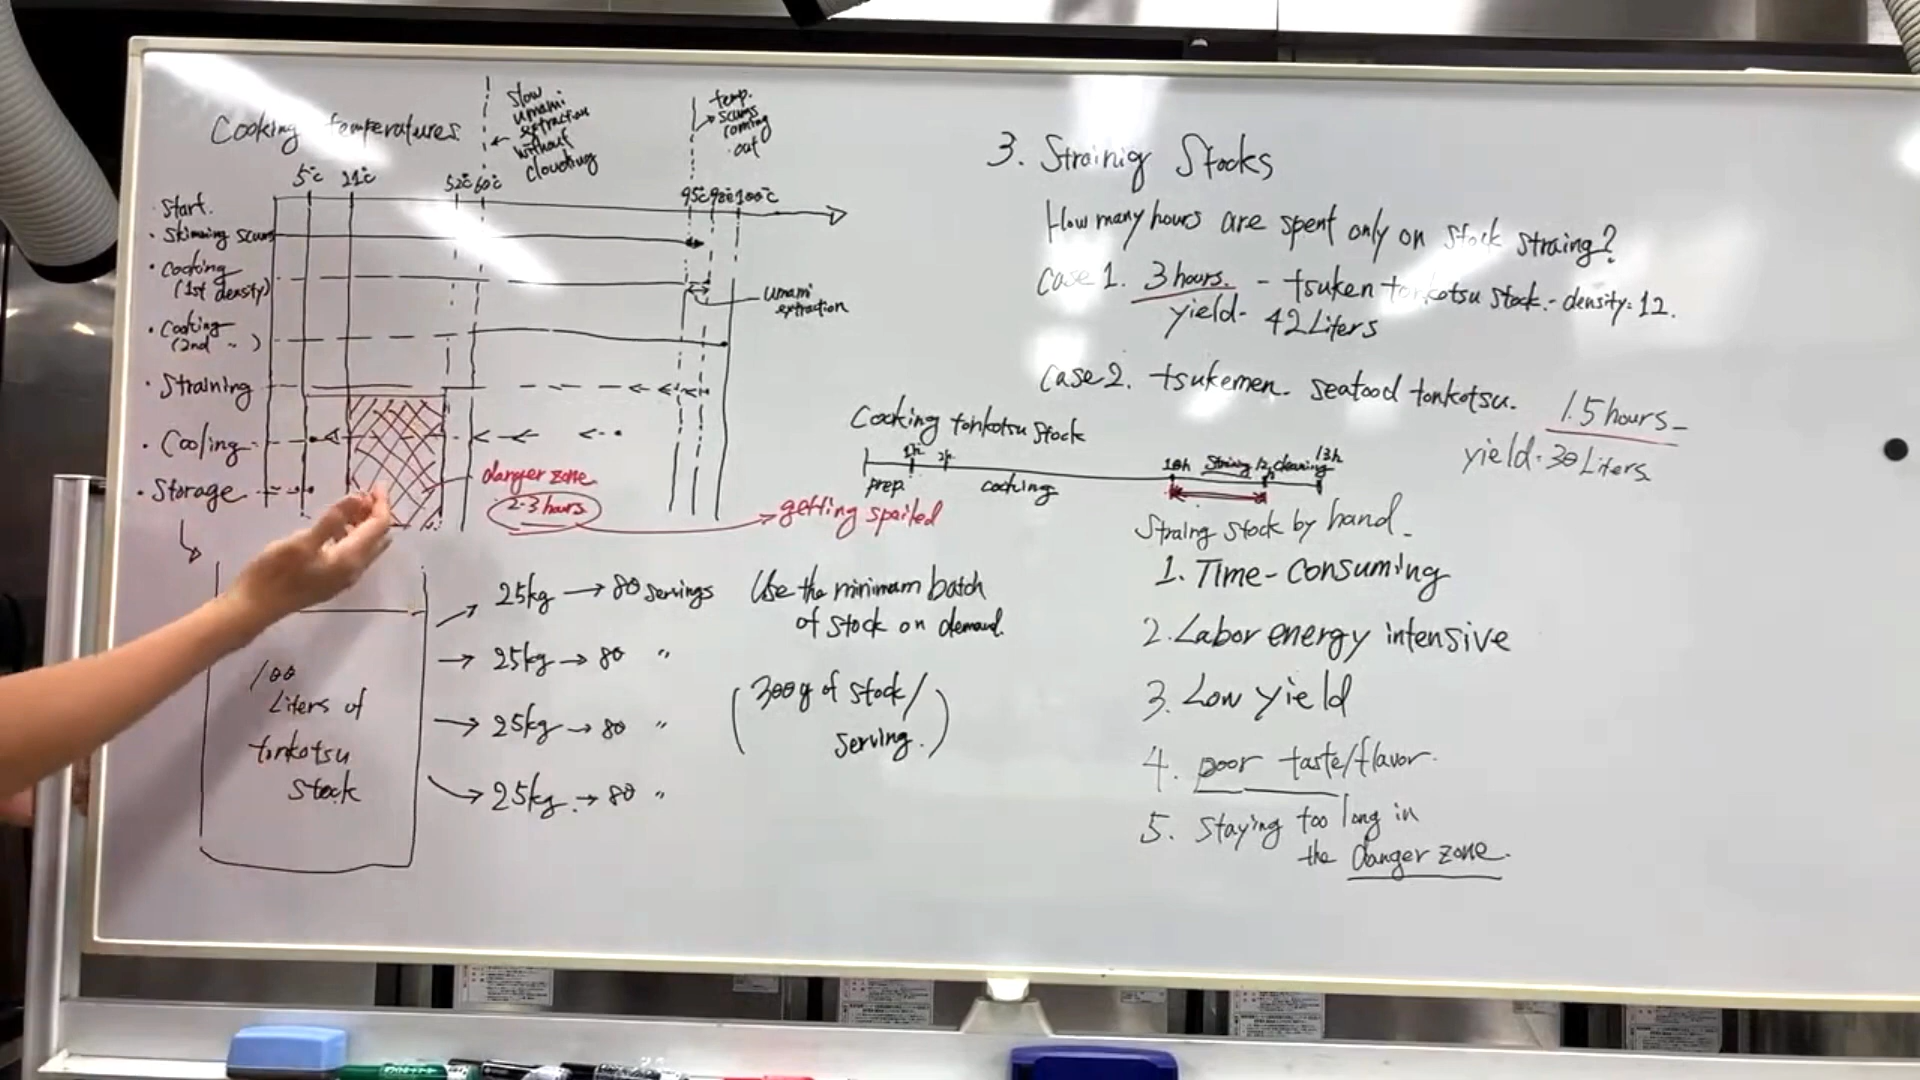 Cooking temperatures
slow
umami
extraction
without
clouding
temp.
scums
coming
out
5°c 21°c 52°c 60°c 95°c 98°c 100°c
· Start.
· Skimming scum
· Cooking
(1st density)
umami
extraction
· Cooking
(2nd 〃 )
· Straining
· Cooling
· Storage
danger zone
2-3 hours
getting spoiled
100
Liters of
tonkotsu
stock
25kg → 80 servings
25kg → 80 〃
25kg → 80 〃
25kg → 80 〃
Use the minimam batch
of stock on demand.
(300g of stock/
serving.)
3. Strainig Stocks
How many hours are spent only on stock straing?
Case 1. 3 hours. - tsuken tonkotsu stock. - density: 12.
yield - 42 Liters
Case 2. tsukemen. seafood tonkotsu. 1.5 hours
yield - 30 Liters
Cooking tonkotsu stock
1h 2h 10h Straining 12h cleaning 13h
prep. cooking
Straing stock by hand.
1. Time-consuming
2. Labor energy intensive
3. Low yield
4. poor taste/flavor.
5. Staying too long in
the danger zone.